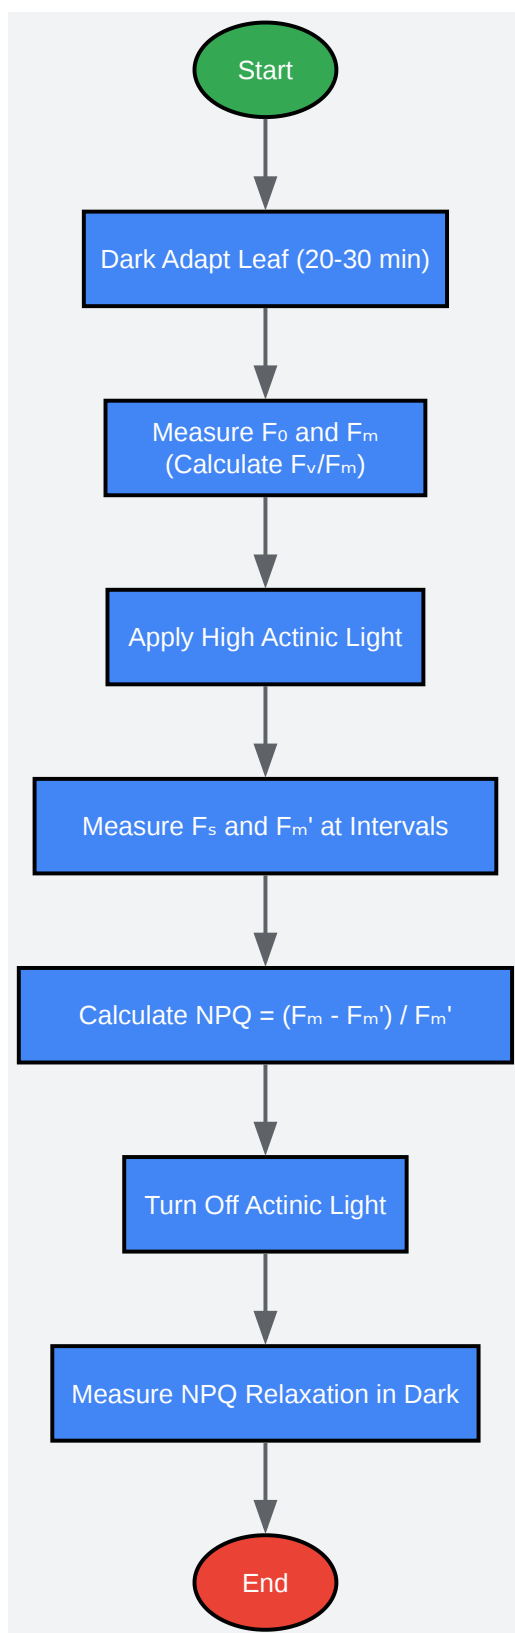 Start
Dark Adapt Leaf (20-30 min)
Measure F₀ and Fₘ
(Calculate Fᵥ/Fₘ)
Apply High Actinic Light
Measure Fₛ and Fₘ' at Intervals
Calculate NPQ = (Fₘ - Fₘ') / Fₘ'
Turn Off Actinic Light
Measure NPQ Relaxation in Dark
End